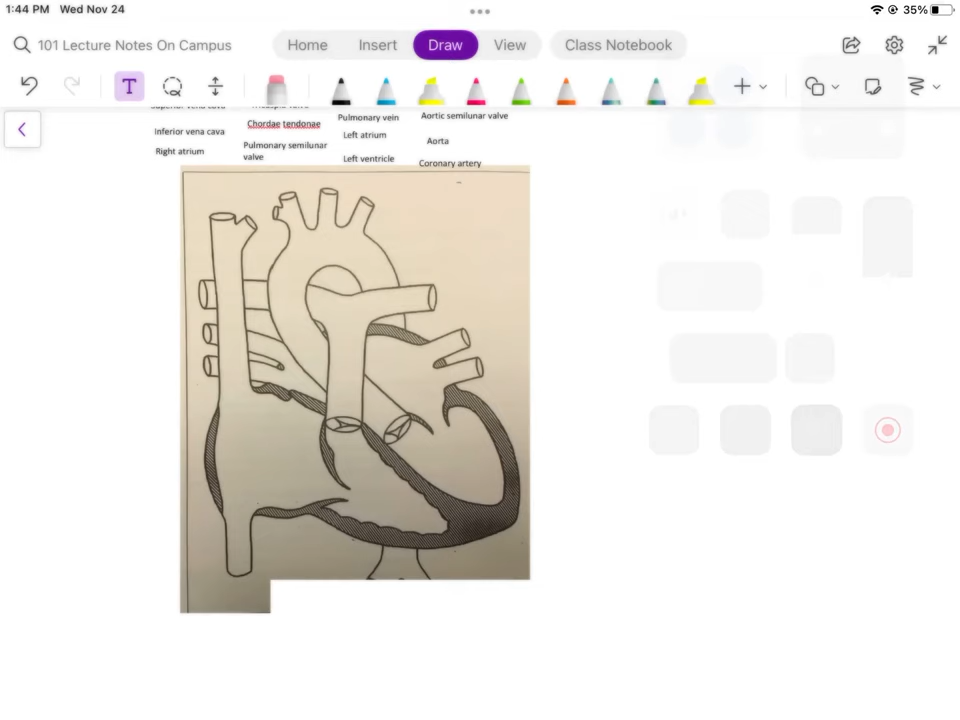 1:44 PM Wed Nov 24
35%
101 Lecture Notes On Campus
Home Insert Draw View Class Notebook
T
Chordae tendonae
Pulmonary vein
Aortic semilunar valve
Inferior vena cava
Left atrium
Aorta
Right atrium
Pulmonary semilunar
valve
Left ventricle
Coronary artery